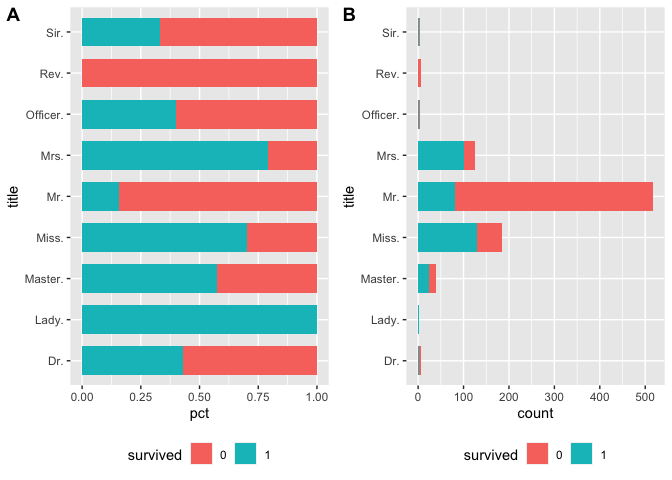 A
Sir.
Rev.
Officer.
Mrs.
Mr.
Miss.
Master.
Lady.
Dr.
title
0.00 0.25 0.50 0.75 1.00
pct
survived 0 1
B
Sir.
Rev.
Officer.
Mrs.
Mr.
Miss.
Master.
Lady.
Dr.
title
0 100 200 300 400 500
count
survived 0 1